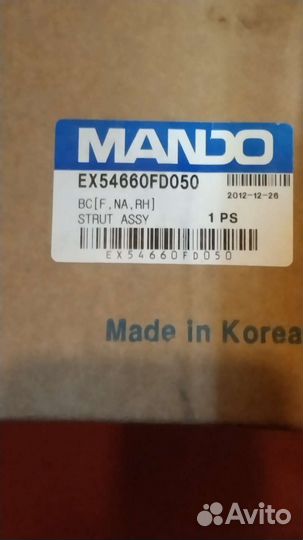 MANDO
EX54660FD050
2012-12-26
BC[F,NA,RH]
STRUT ASSY 1 PS
EX54660FD050
Made in Korea
Avito